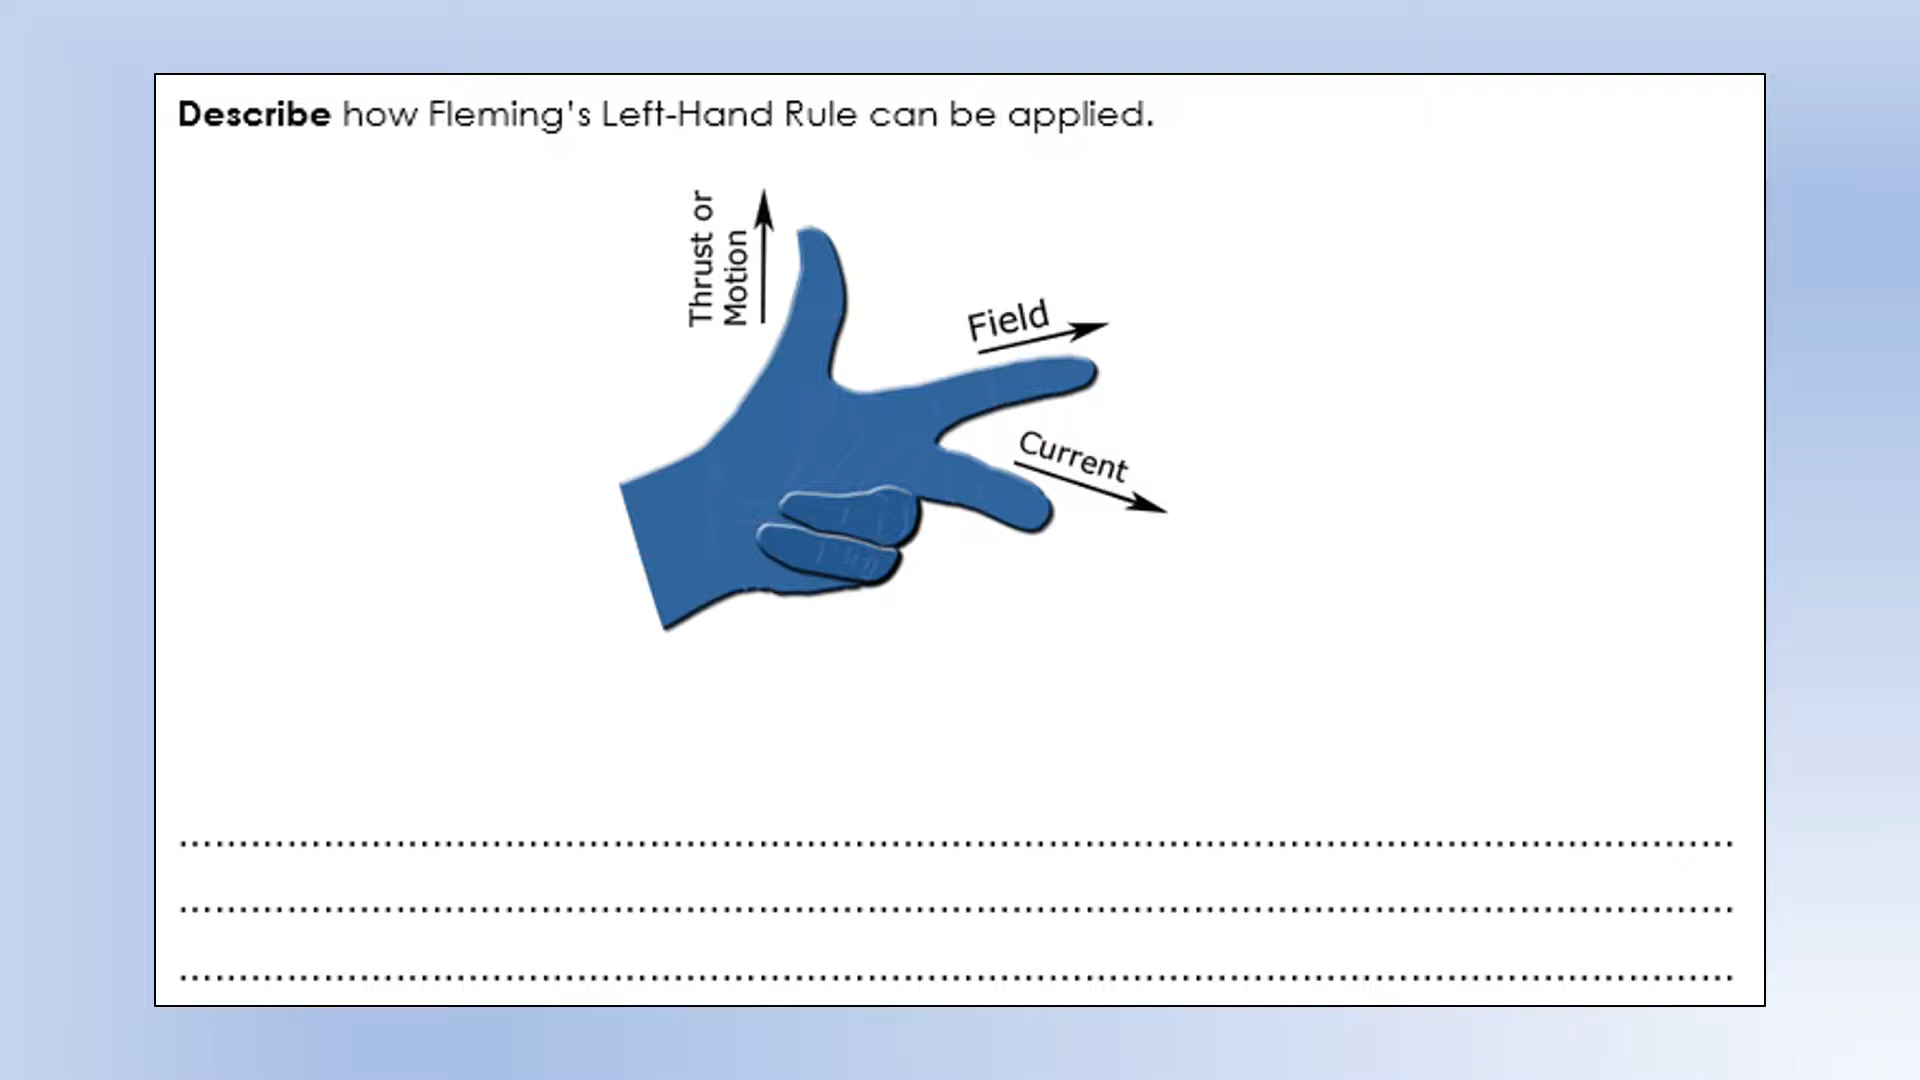 Describe how Fleming's Left-Hand Rule can be applied.
Thrust or
Motion
Field
Current